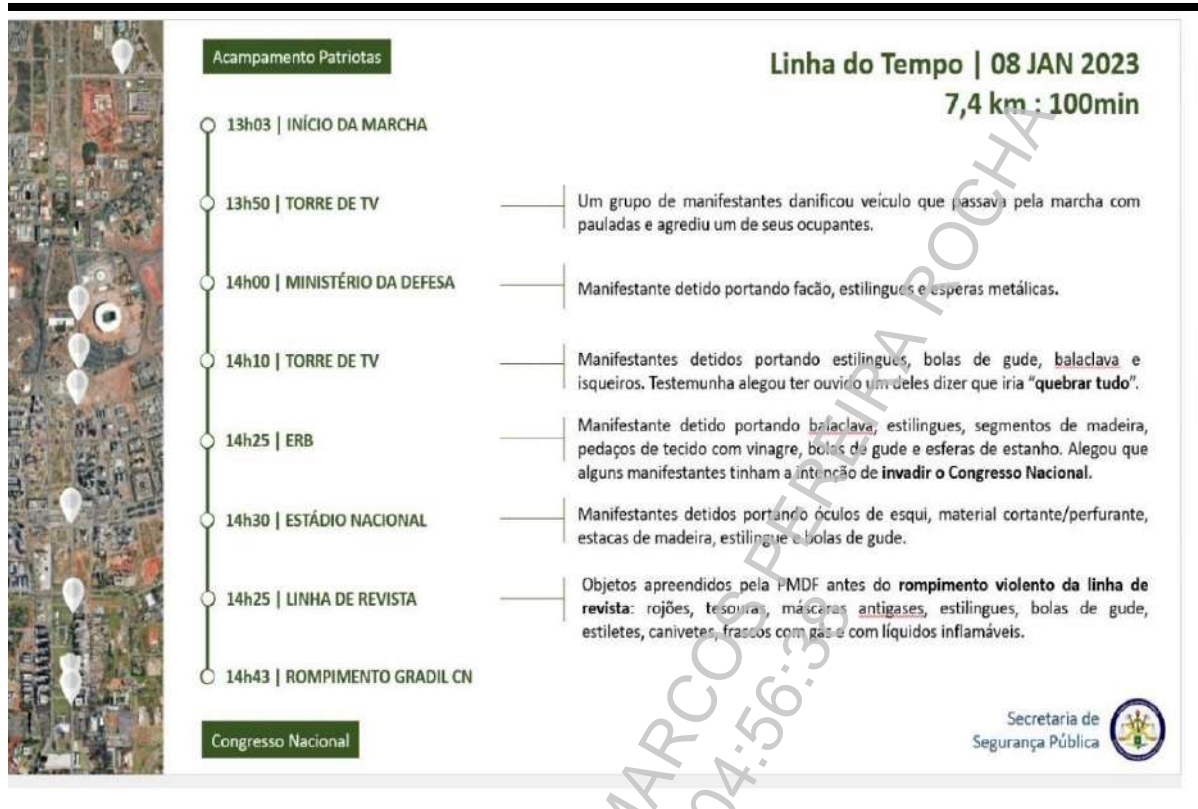 Acampamento Patriotas
Linha do Tempo | 08 JAN 2023
7,4 km : 100min
13h03 | INÍCIO DA MARCHA
13h50 | TORRE DE TV
Um grupo de manifestantes danificou veículo que passava pela marcha com
pauladas e agrediu um de seus ocupantes.
14h00 | MINISTÉRIO DA DEFESA
Manifestante detido portando facão, estilingues e esperas metálicas.
14h10 | TORRE DE TV
Manifestantes detidos portando estilingues, bolas de gude, balaclava e
isqueiros. Testemunha alegou ter ouvido um deles dizer que iria “quebrar tudo”.
14h25 | ERB
Manifestante detido portando balaclava, estilingues, segmentos de madeira,
pedaços de tecido com vinagre, bolas de gude e esferas de estanho. Alegou que
alguns manifestantes tinham a intenção de invadir o Congresso Nacional.
14h30 | ESTÁDIO NACIONAL
Manifestantes detidos portando óculos de esqui, material cortante/perfurante,
estacas de madeira, estilingue e bolas de gude.
14h25 | LINHA DE REVISTA
Objetos apreendidos pela PMDF antes do rompimento violento da linha de
revista: rojões, tesouras, máscaras antigases, estilingues, bolas de gude,
estiletes, canivetes, frascos com gás e com líquidos inflamáveis.
14h43 | ROMPIMENTO GRADIL CN
Congresso Nacional
Secretaria de
Segurança Pública
MARCOS PEREIRA ROCHA
04:56:38